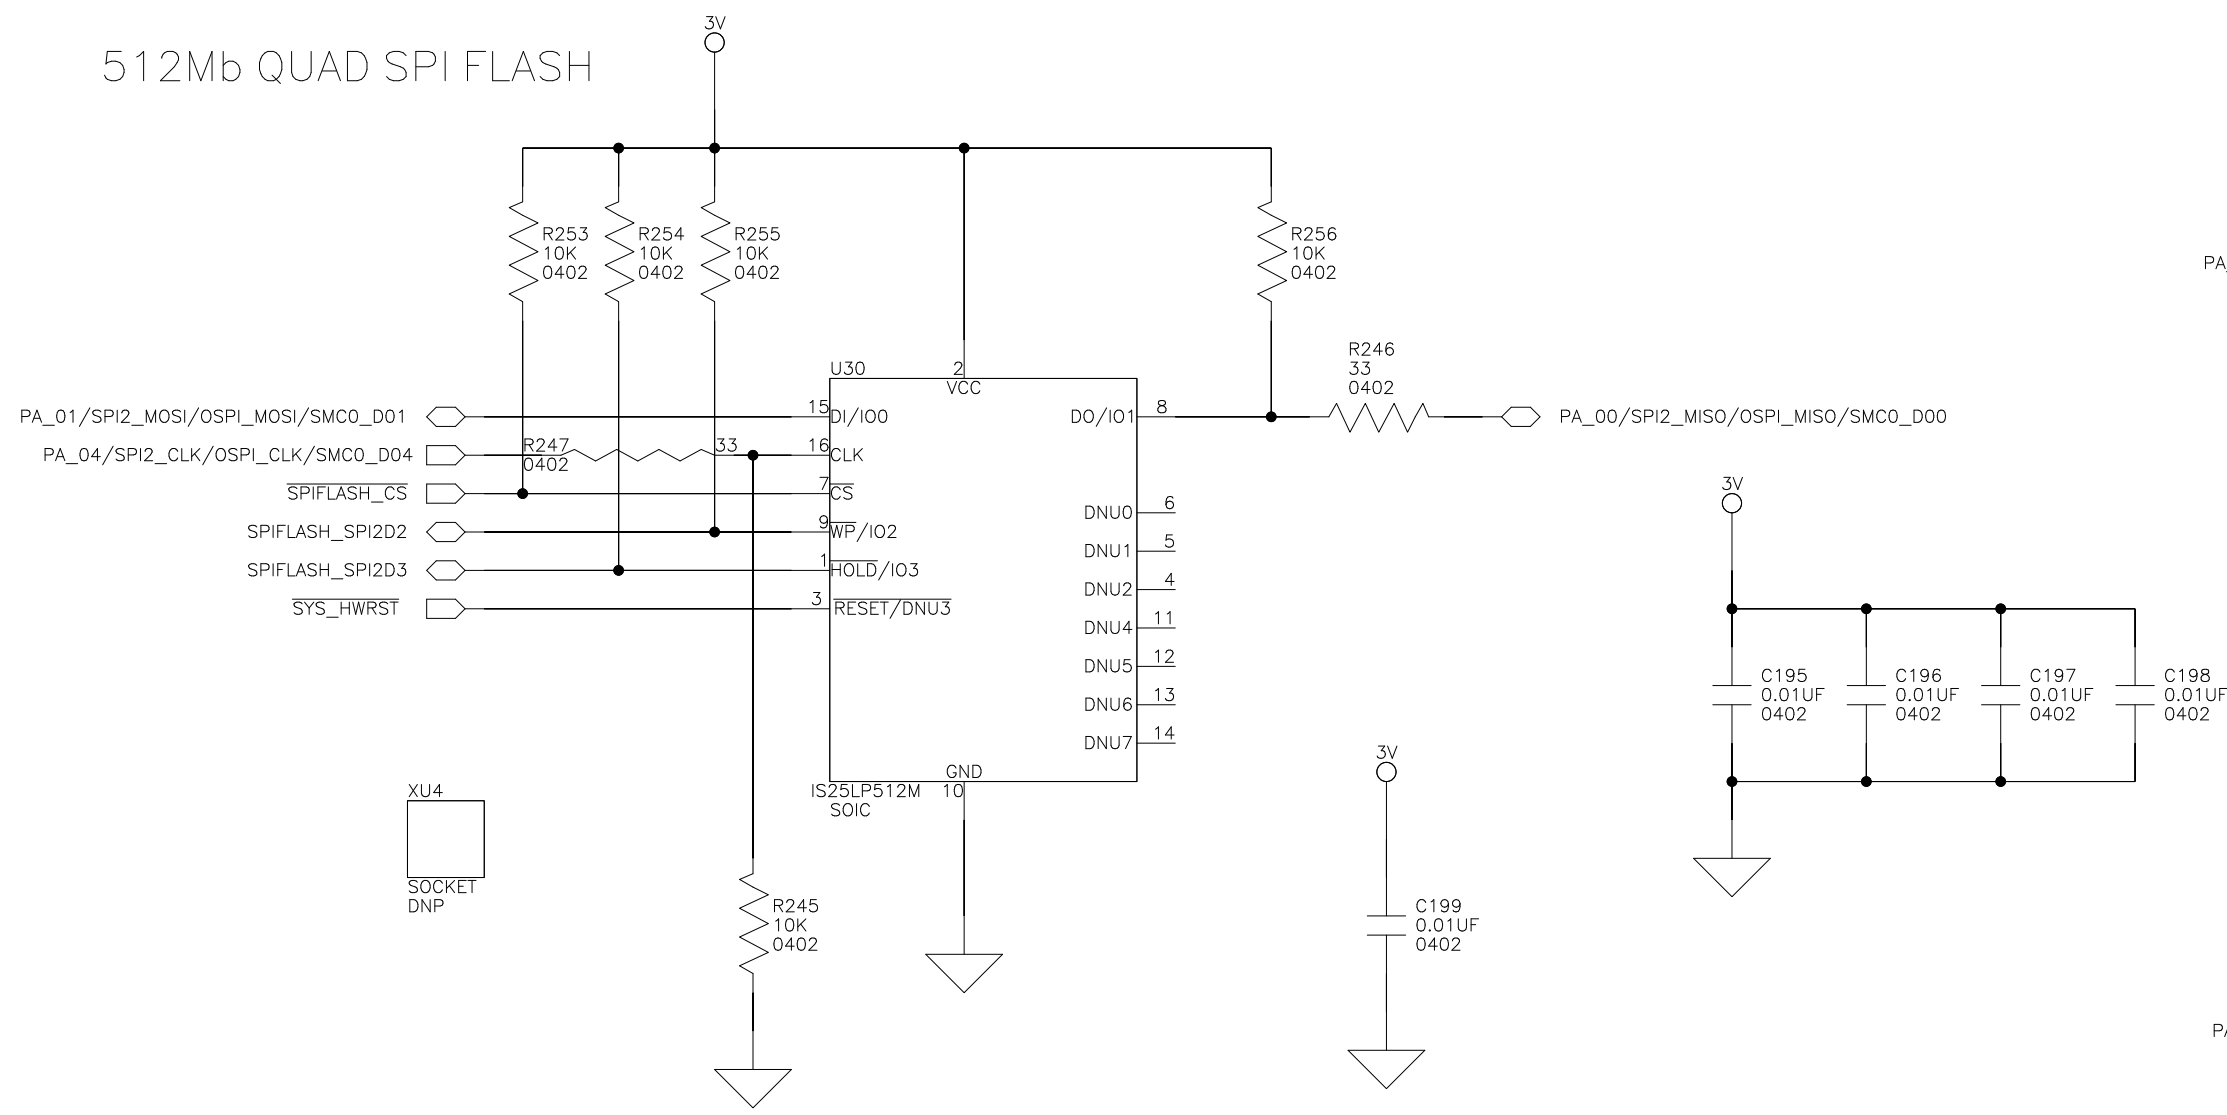 3V
512Mb QUAD SPI FLASH
R253
10K
0402
R254
10K
0402
R255
10K
0402
R256
10K
0402
PA_
R246
33
0402
U30
2
VCC
PA_01/SPI2_MOSI/OSPI_MOSI/SMC0_D01
15
DI/IO0
DO/IO1
8
PA_00/SPI2_MISO/OSPI_MISO/SMC0_D00
PA_04/SPI2_CLK/OSPI_CLK/SMC0_D04
R247
0402
33
16
CLK
SPIFLASH_CS
7
CS
SPIFLASH_SPI2D2
9
WP/IO2
SPIFLASH_SPI2D3
1
HOLD/IO3
SYS_HWRST
3
RESET/DNU3
DNU0
6
DNU1
5
DNU2
4
DNU4
11
DNU5
12
DNU6
13
DNU7
14
GND
10
IS25LP512M
SOIC
3V
C195
0.01UF
0402
C196
0.01UF
0402
C197
0.01UF
0402
C198
0.01UF
0402
XU4
SOCKET
DNP
R245
10K
0402
3V
C199
0.01UF
0402